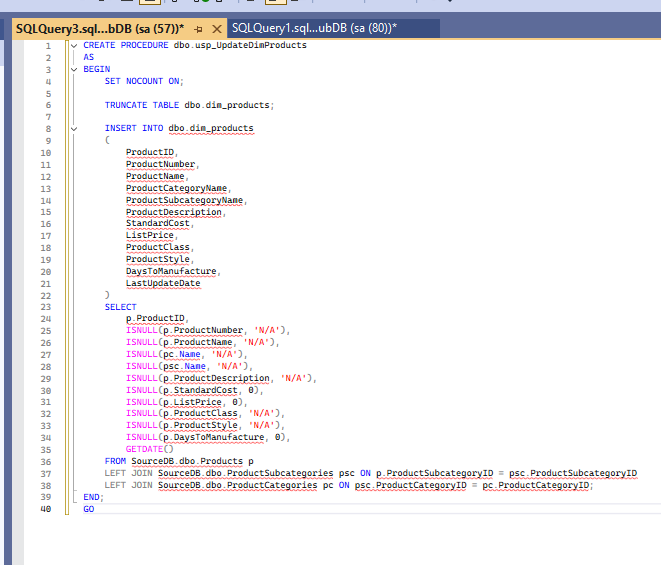 SQLQuery3.sql...bDB (sa (57))*
SQLQuery1.sql...ubDB (sa (80))*
1 CREATE PROCEDURE dbo.usp_UpdateDimProducts
2 AS
3 BEGIN
4 SET NOCOUNT ON;
5
6 TRUNCATE TABLE dbo.dim_products;
7
8 INSERT INTO dbo.dim_products
9 (
10 ProductID,
11 ProductNumber,
12 ProductName,
13 ProductCategoryName,
14 ProductSubcategoryName,
15 ProductDescription,
16 StandardCost,
17 ListPrice,
18 ProductClass,
19 ProductStyle,
20 DaysToManufacture,
21 LastUpdateDate
22 )
23 SELECT
24 p.ProductID,
25 ISNULL(p.ProductNumber, 'N/A'),
26 ISNULL(p.ProductName, 'N/A'),
27 ISNULL(pc.Name, 'N/A'),
28 ISNULL(psc.Name, 'N/A'),
29 ISNULL(p.ProductDescription, 'N/A'),
30 ISNULL(p.StandardCost, 0),
31 ISNULL(p.ListPrice, 0),
32 ISNULL(p.ProductClass, 'N/A'),
33 ISNULL(p.ProductStyle, 'N/A'),
34 ISNULL(p.DaysToManufacture, 0),
35 GETDATE()
36 FROM SourceDB.dbo.Products p
37 LEFT JOIN SourceDB.dbo.ProductSubcategories psc ON p.ProductSubcategoryID = psc.ProductSubcategoryID
38 LEFT JOIN SourceDB.dbo.ProductCategories pc ON psc.ProductCategoryID = pc.ProductCategoryID;
39 END;
40 GO